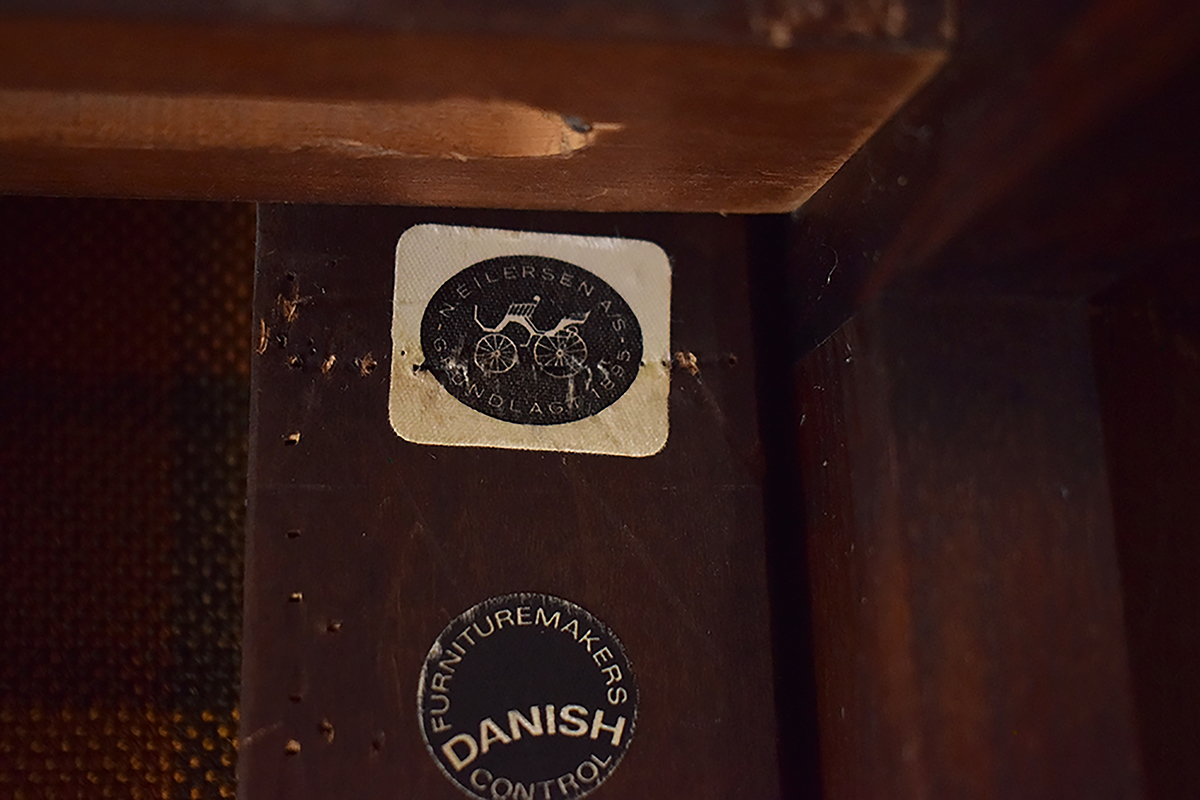 N. EILERSEN A/S
GRUNDLAGT 1895
FURNITUREMAKERS
DANISH
CONTROL